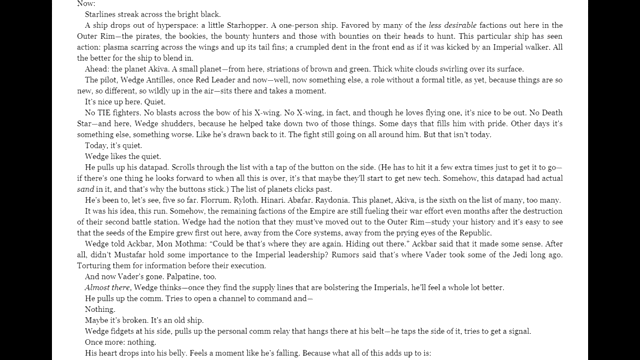 Now:
Starlines streak across the bright black.
A ship drops out of hyperspace: a little Starhopper. A one-person ship. Favored by many of the less desirable factions out here in the
Outer Rim—the pirates, the bookies, the bounty hunters and those with bounties on their heads to hunt. This particular ship has seen
action: plasma scarring across the wings and up its tail fins; a crumpled dent in the front end as if it was kicked by an Imperial walker. All
the better for the ship to blend in.
Ahead: the planet Akiva. A small planet—from here, striations of brown and green. Thick white clouds swirling over its surface.
The pilot, Wedge Antilles, once Red Leader and now—well, now something else, a role without a formal title, as yet, because things are so
new, so different, so wildly up in the air—sits there and takes a moment.
It's nice up here. Quiet.
No TIE fighters. No blasts across the bow of his X-wing. No X-wing, in fact, and though he loves flying one, it's nice to be out. No Death
Star—and here, Wedge shudders, because he helped take down two of those things. Some days that fills him with pride. Other days it's
something else, something worse. Like he's drawn back to it. The fight still going on all around him. But that isn't today.
Today, it's quiet.
Wedge likes the quiet.
He pulls up his datapad. Scrolls through the list with a tap of the button on the side. (He has to hit it a few extra times just to get it to go—
if there's one thing he looks forward to when all this is over, it's that maybe they'll start to get new tech. Somehow, this datapad had actual
sand in it, and that's why the buttons stick.) The list of planets clicks past.
He's been to, let's see, five so far. Florrum. Ryloth. Hinari. Abafar. Raydonia. This planet, Akiva, is the sixth on the list of many, too many.
It was his idea, this run. Somehow, the remaining factions of the Empire are still fueling their war effort even months after the destruction
of their second battle station. Wedge had the notion that they must've moved out to the Outer Rim—study your history and it's easy to see
that the seeds of the Empire grew first out here, away from the Core systems, away from the prying eyes of the Republic.
Wedge told Ackbar, Mon Mothma: "Could be that's where they are again. Hiding out there." Ackbar said that it made some sense. After
all, didn't Mustafar hold some importance to the Imperial leadership? Rumors said that's where Vader took some of the Jedi long ago.
Torturing them for information before their execution.
And now Vader's gone. Palpatine, too.
Almost there, Wedge thinks—once they find the supply lines that are bolstering the Imperials, he'll feel a whole lot better.
He pulls up the comm. Tries to open a channel to command and—
Nothing.
Maybe it's broken. It's an old ship.
Wedge fidgets at his side, pulls up the personal comm relay that hangs there at his belt—he taps the side of it, tries to get a signal.
Once more: nothing.
His heart drops into his belly. Feels a moment like he's falling. Because what all of this adds up to is: